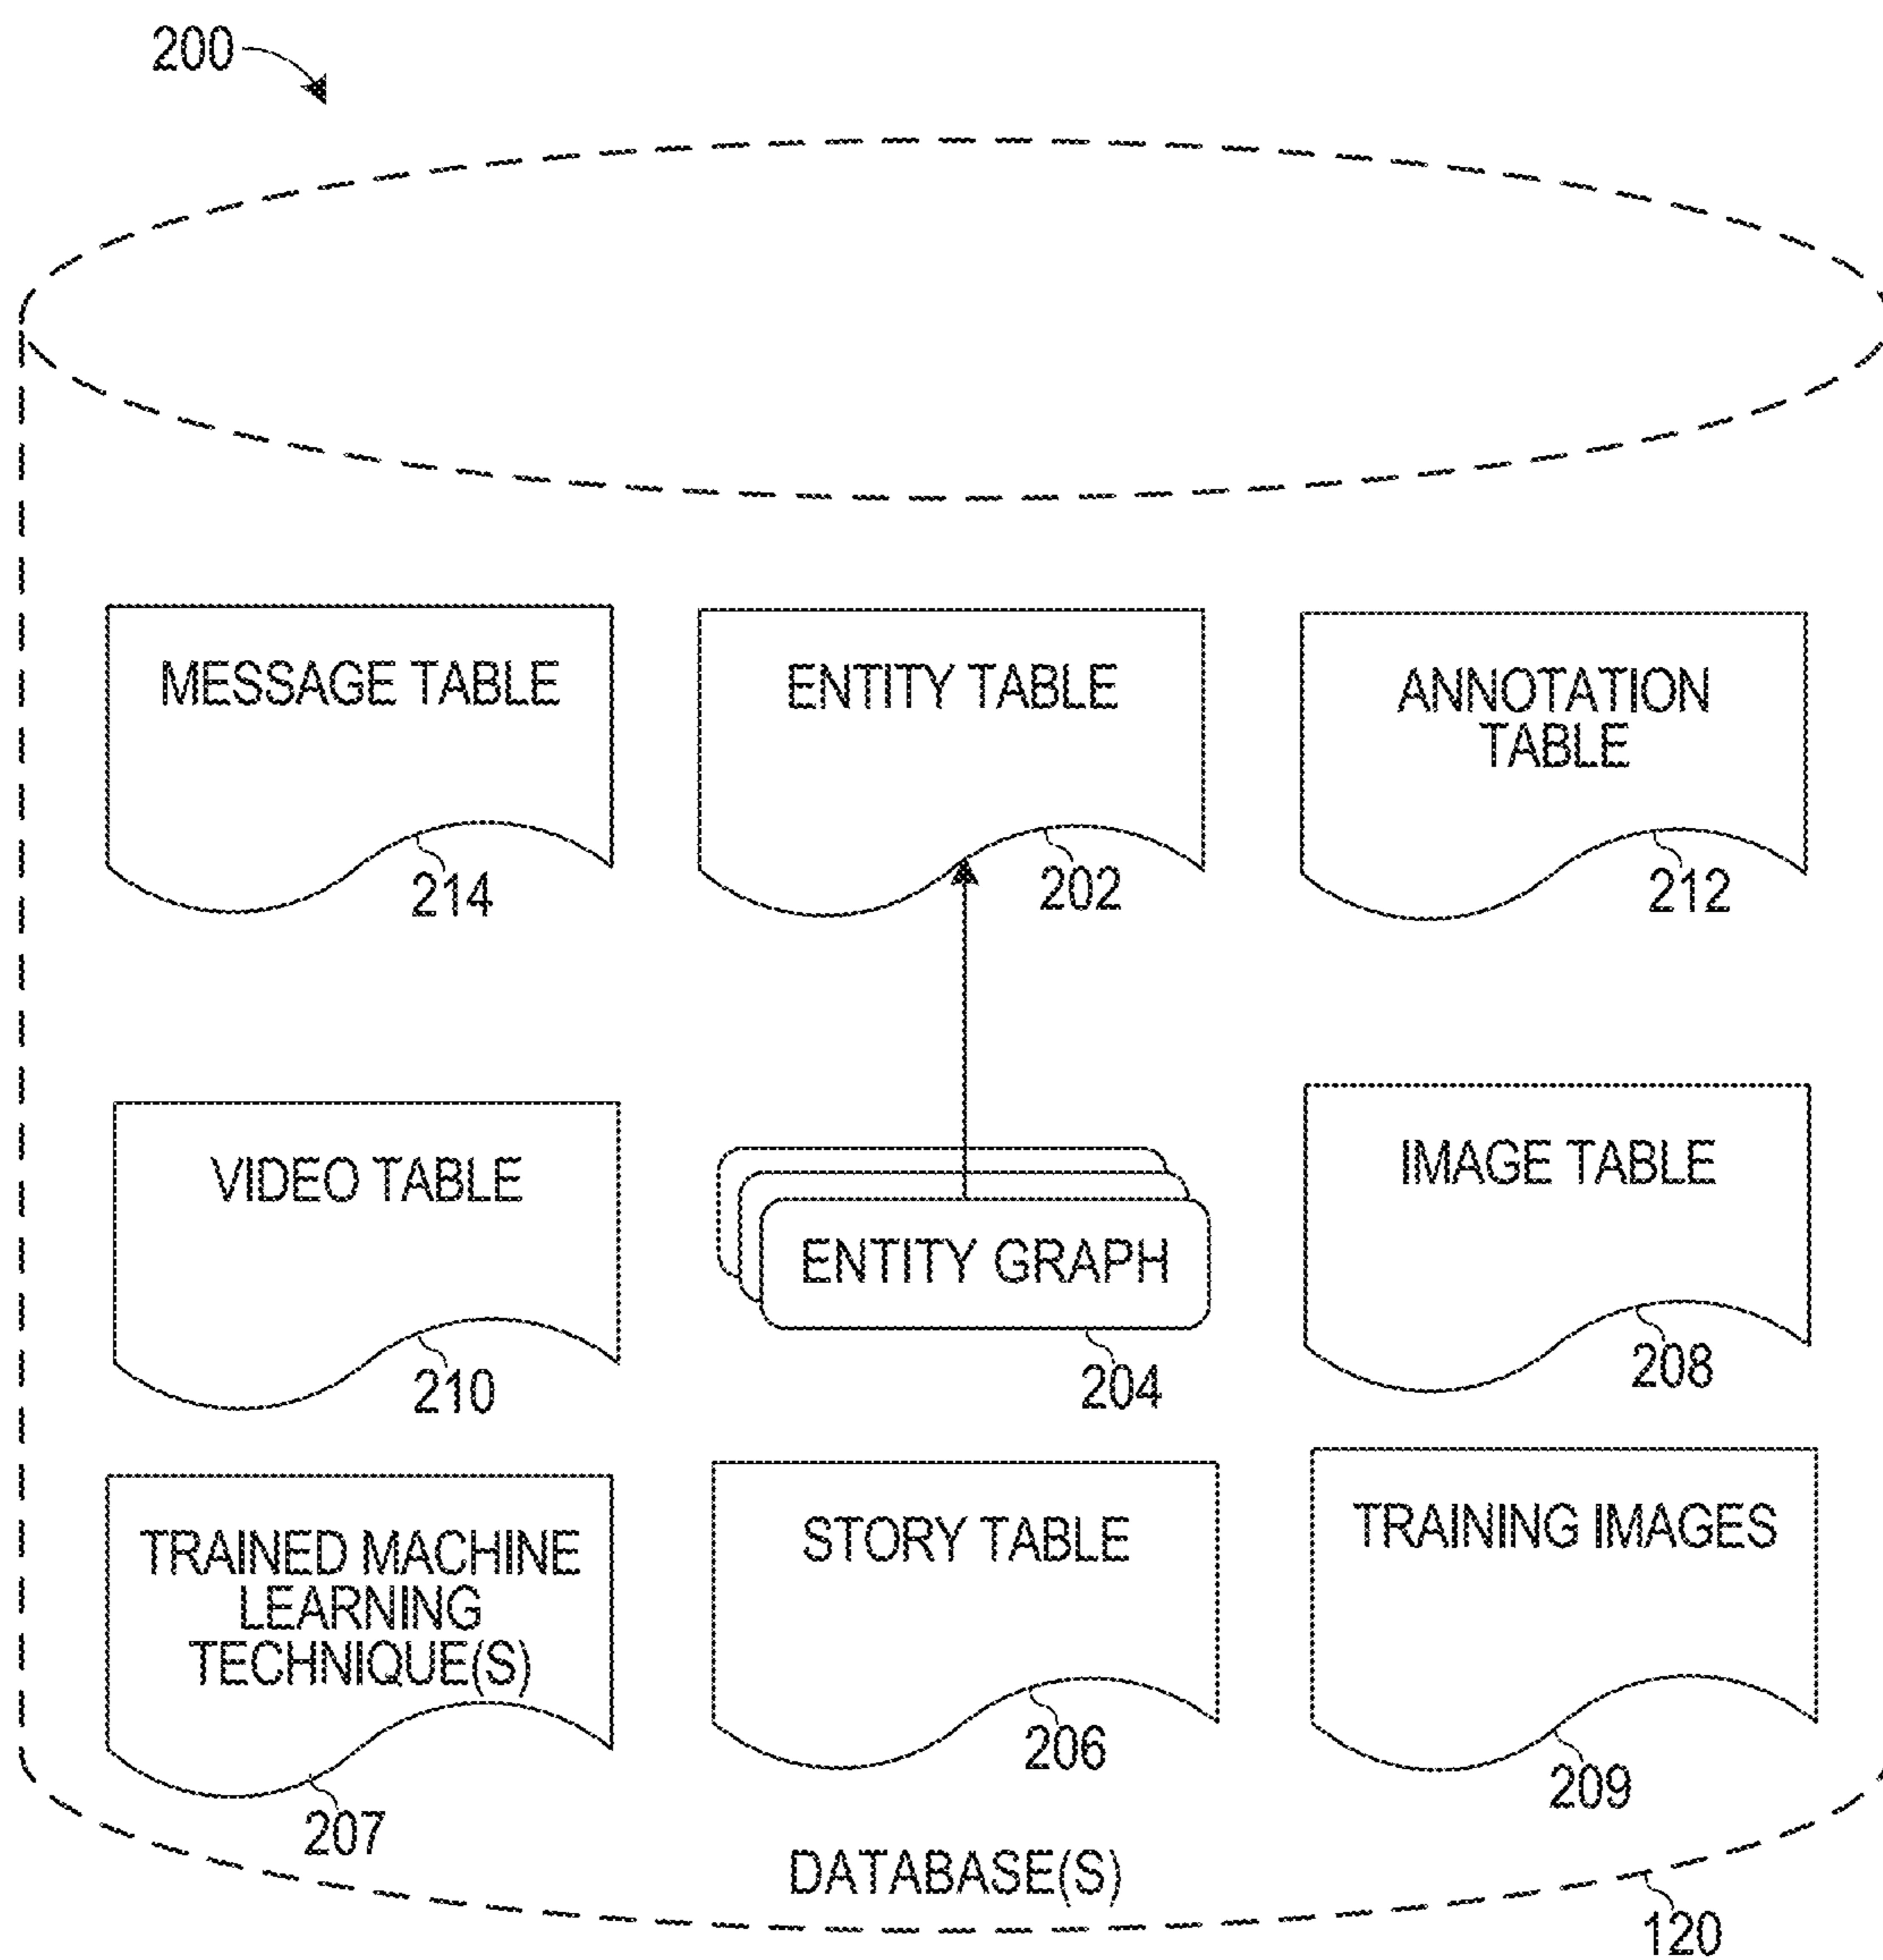 200
MESSAGE TABLE
214
ENTITY TABLE
202
ANNOTATION
TABLE
212
VIDEO TABLE
210
ENTITY GRAPH
204
IMAGE TABLE
208
TRAINED MACHINE
LEARNING
TECHNIQUE(S)
207
STORY TABLE
206
TRAINING IMAGES
209
DATABASE(S)
120